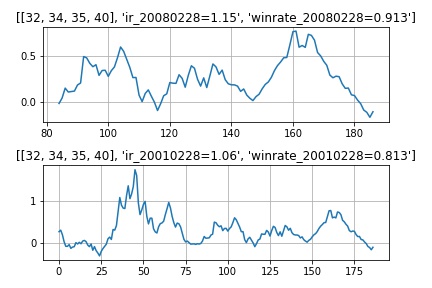 [[32, 34, 35, 40], 'ir_20080228=1.15', 'winrate_20080228=0.913']
0.5
0.0
80 100 120 140 160 180
[[32, 34, 35, 40], 'ir_20010228=1.06', 'winrate_20010228=0.813']
1
0
0 25 50 75 100 125 150 175